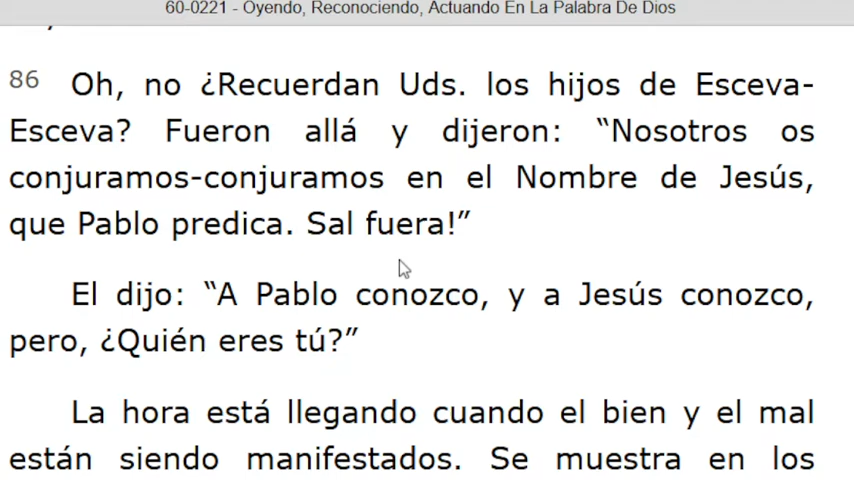 60-0221 - Oyendo, Reconociendo, Actuando En La Palabra De Dios
86 Oh, no ¿Recuerdan Uds. los hijos de Esceva-
Esceva? Fueron allá y dijeron: “Nosotros os
conjuramos-conjuramos en el Nombre de Jesús,
que Pablo predica. Sal fuera!”
El dijo: “A Pablo conozco, y a Jesús conozco,
pero, ¿Quién eres tú?”
La hora está llegando cuando el bien y el mal
están siendo manifestados. Se muestra en los